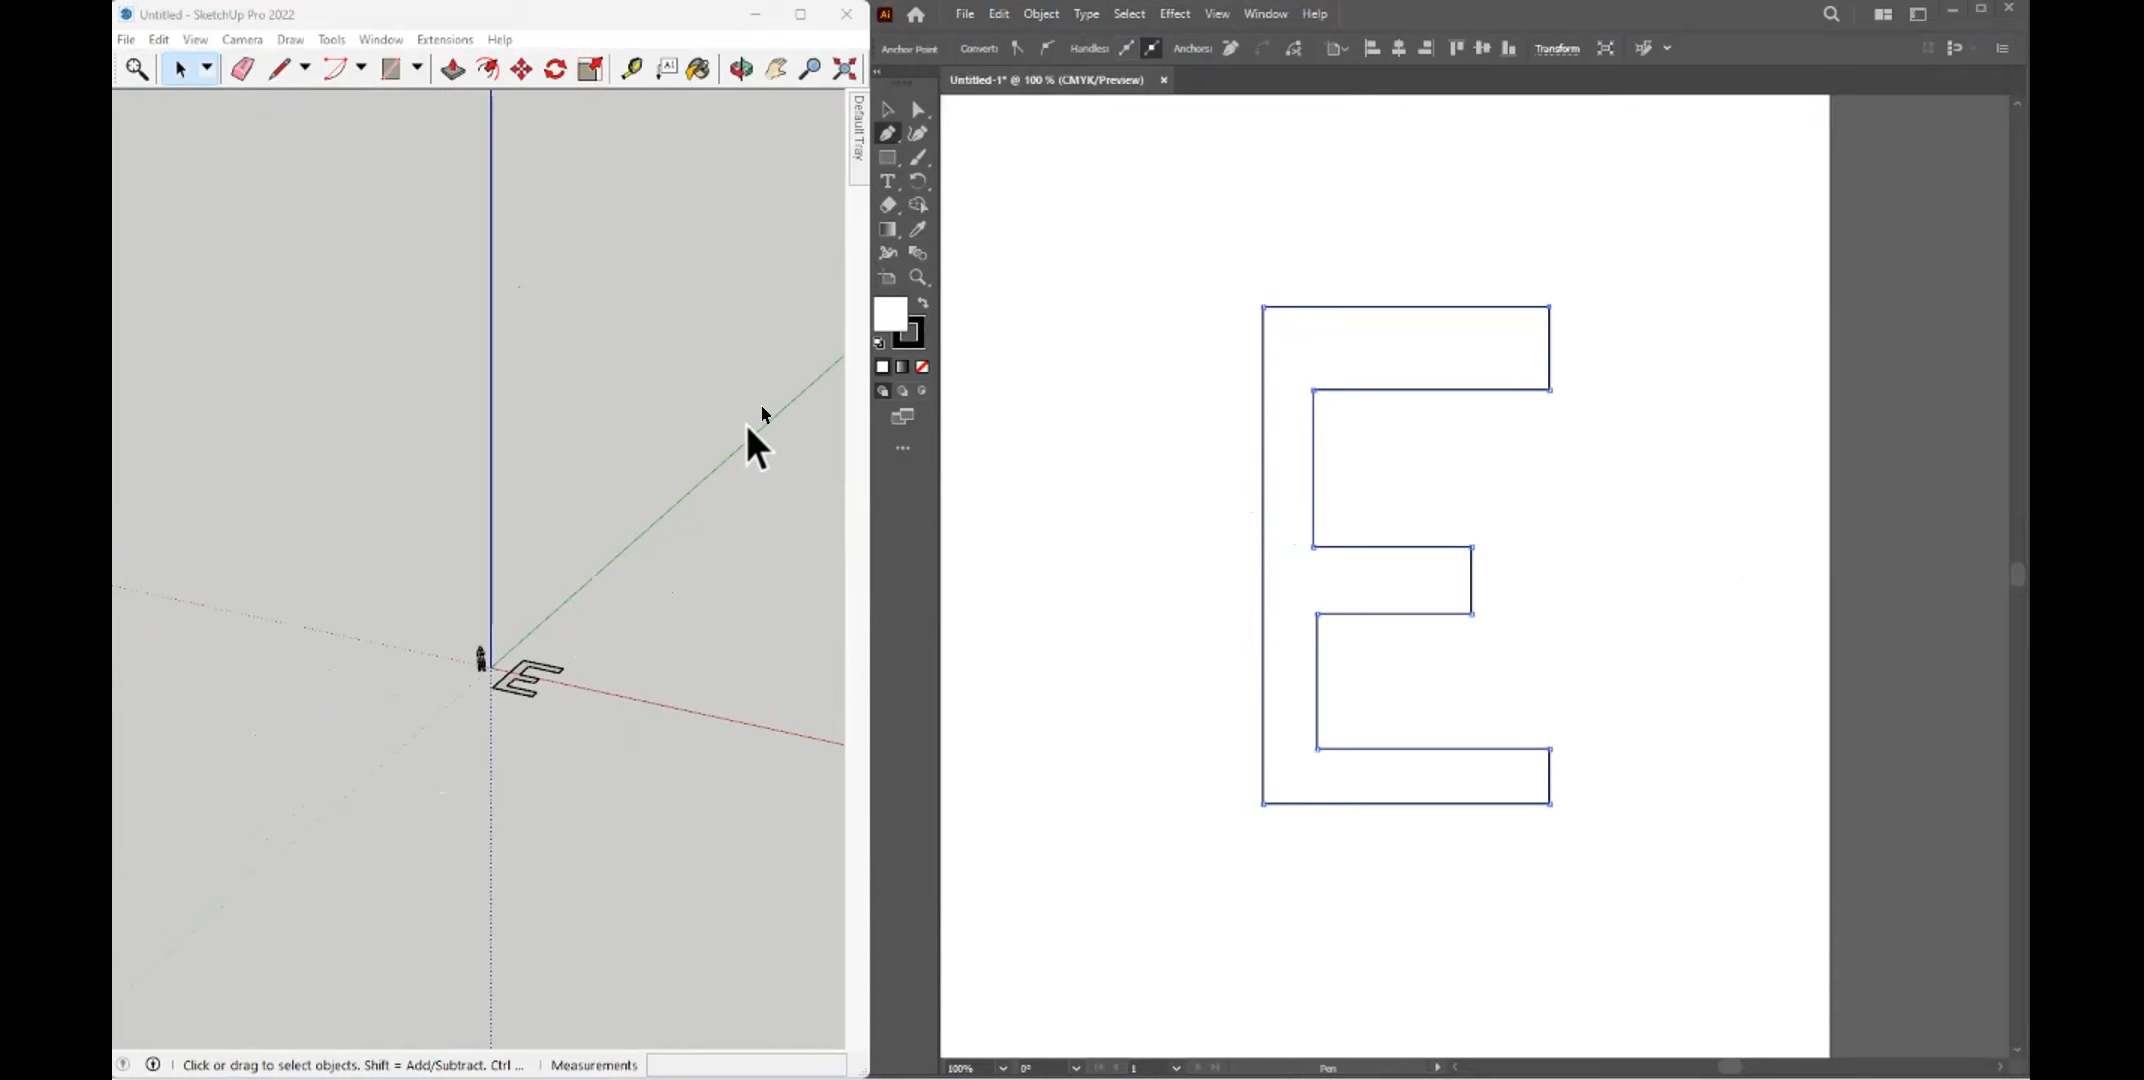 Untitled - SketchUp Pro 2022
File Edit View Camera Draw Tools Window Extensions Help
Default Tray
E
Click or drag to select objects. Shift = Add/Subtract. Ctrl ...
Measurements
Ai File Edit Object Type Select Effect View Window Help
Anchor Point Convert: Handles: Anchors: Transform
Untitled-1* @ 100 % (CMYK/Preview)
T
E
100% 0° 1 Pen